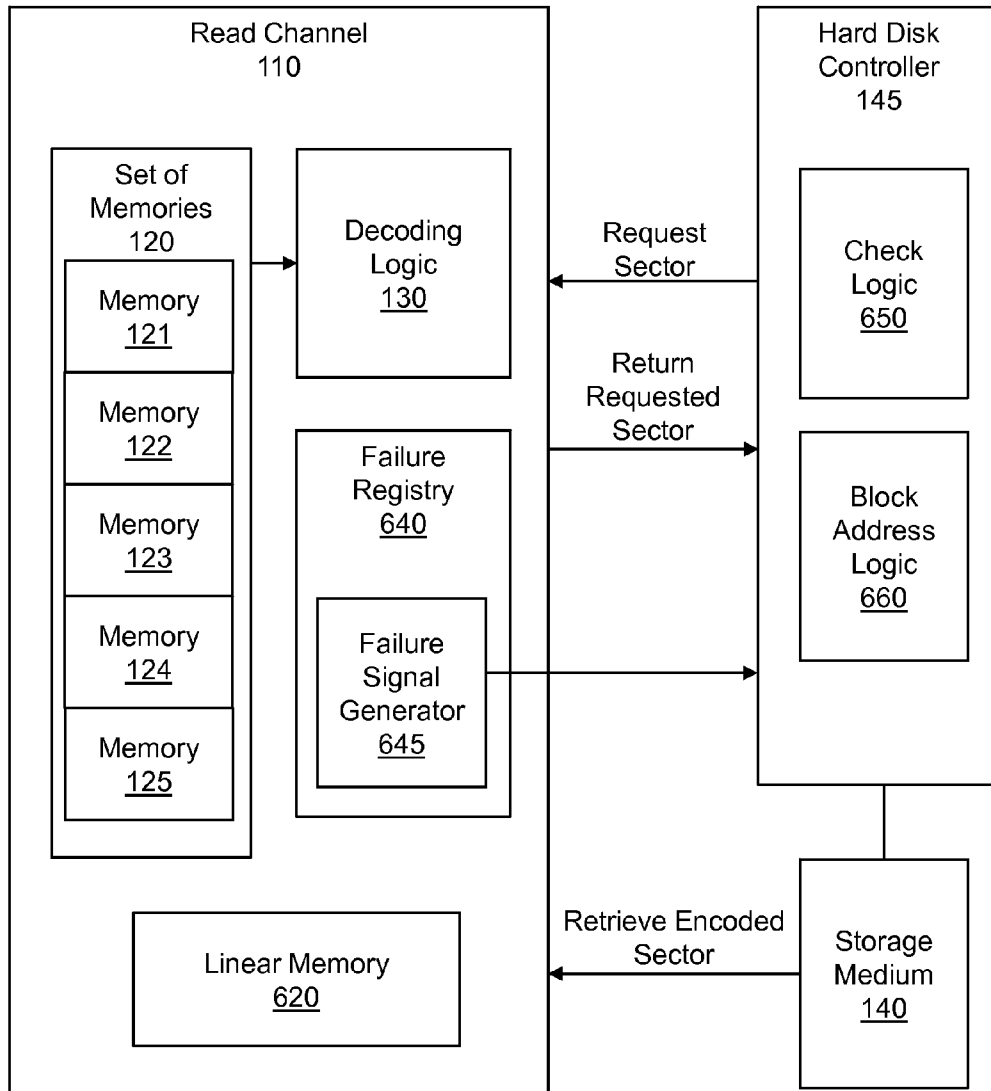 Read Channel
110
Set of
Memories
120
Memory
121
Memory
122
Memory
123
Memory
124
Memory
125
Decoding
Logic
130
Failure
Registry
640
Failure
Signal
Generator
645
Linear Memory
620
Request
Sector
Return
Requested
Sector
Retrieve Encoded
Sector
Hard Disk
Controller
145
Check
Logic
650
Block
Address
Logic
660
Storage
Medium
140